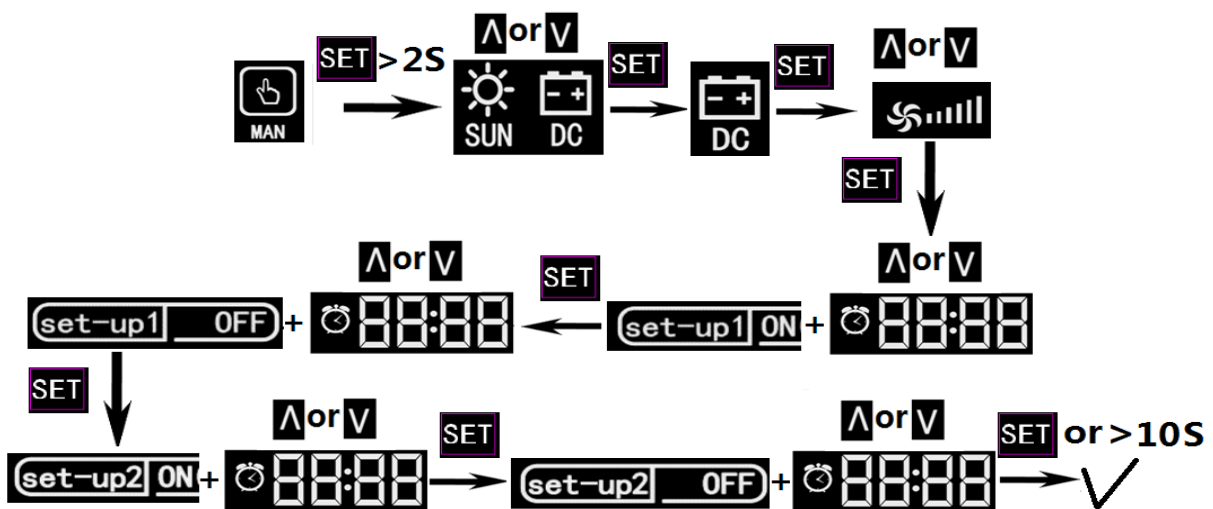 Λ or V
Λ or V
SET >2S
SET
SET
MAN
SUN
DC
- +
DC
- +
SET
Λ or V
SET
Λ or V
set-up1 OFF + 88:88
set-up1 ON + 88:88
SET
Λ or V
SET
Λ or V
SET or >10S
set-up2 ON + 88:88
set-up2 OFF + 88:88